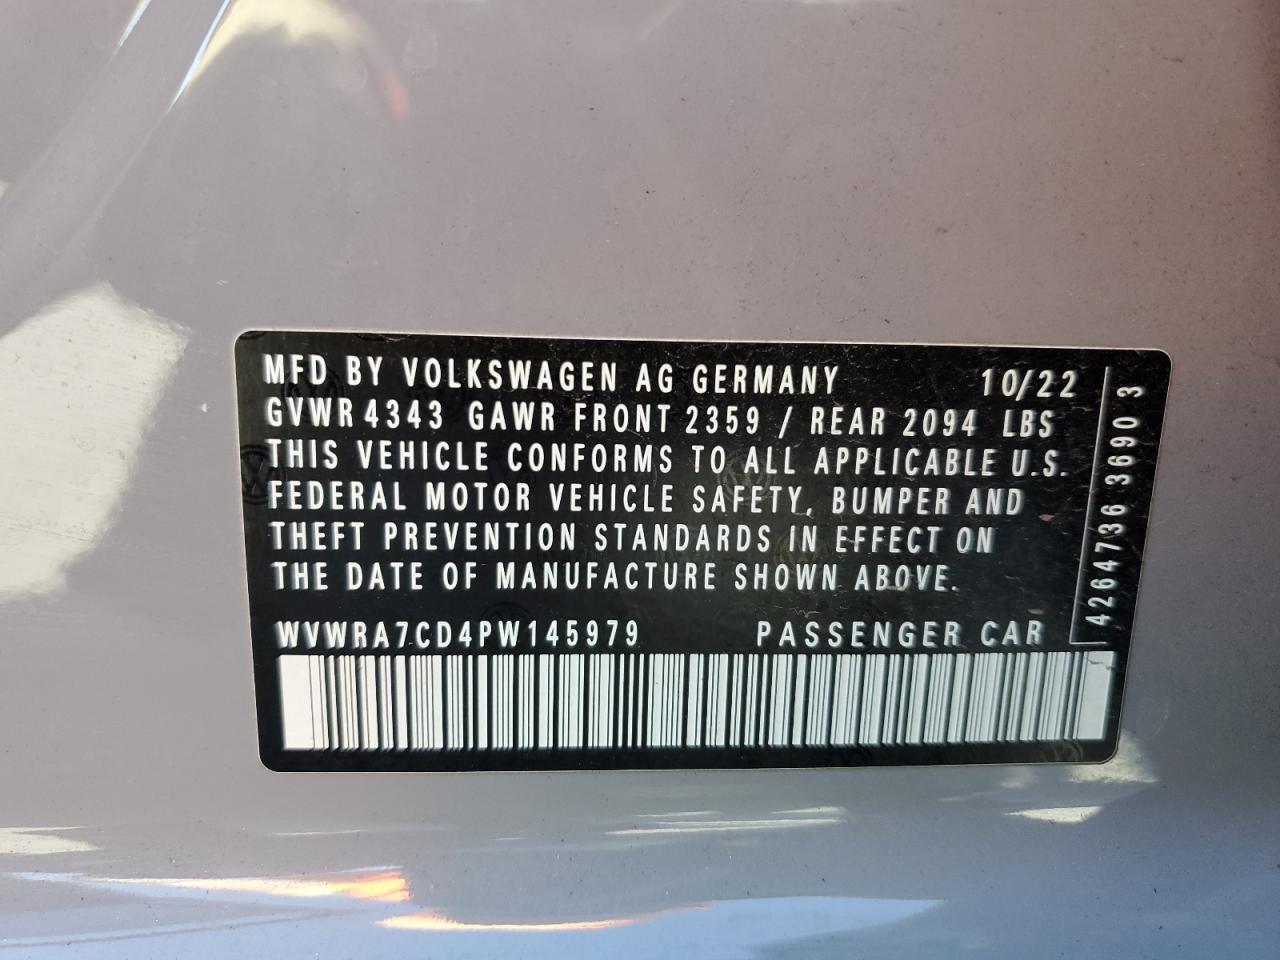 MFD BY VOLKSWAGEN AG GERMANY 10/22
GVWR 4343 GAWR FRONT 2359 / REAR 2094 LBS
THIS VEHICLE CONFORMS TO ALL APPLICABLE U.S.
FEDERAL MOTOR VEHICLE SAFETY, BUMPER AND
THEFT PREVENTION STANDARDS IN EFFECT ON
THE DATE OF MANUFACTURE SHOWN ABOVE.
WVWRA7CD4PW145979 PASSENGER CAR
4264736 3690 3